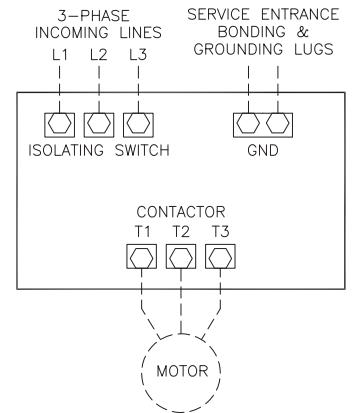 3-PHASE
INCOMING LINES
L1 L2 L3
SERVICE ENTRANCE
BONDING &
GROUNDING LUGS
ISOLATING SWITCH
GND
CONTACTOR
T1 T2 T3
MOTOR